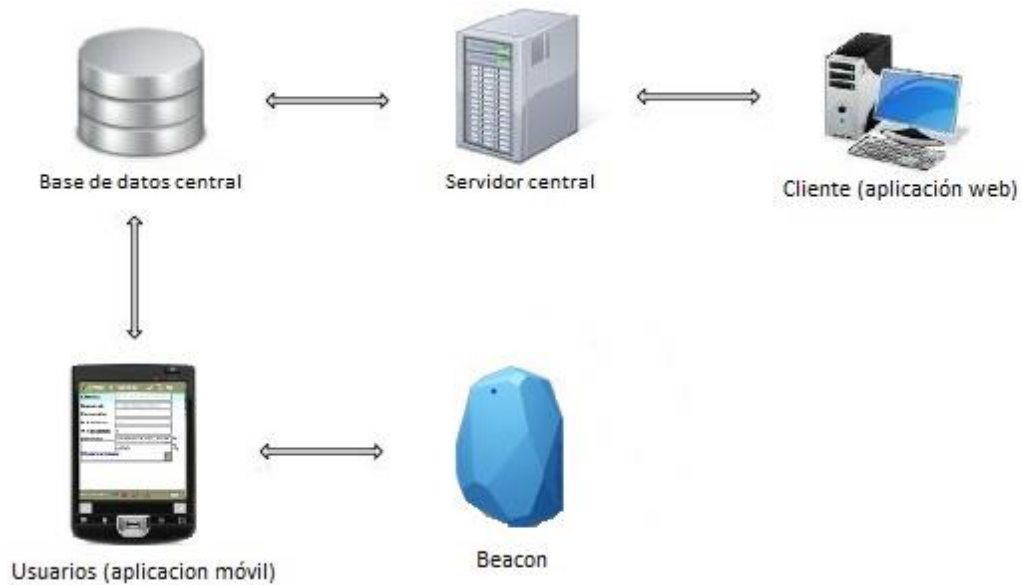 Base de datos central
Servidor central
Cliente (aplicación web)
Usuarios (aplicacion móvil)
Beacon